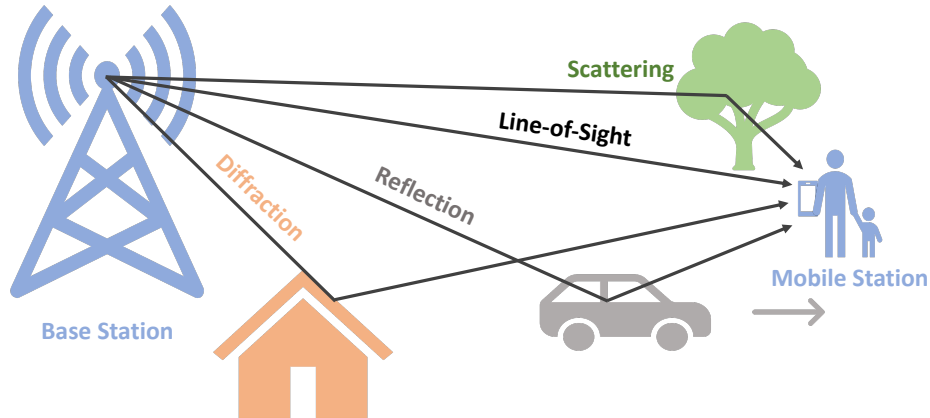 Scattering
Line-of-Sight
Diffraction
Reflection
Mobile Station
Base Station